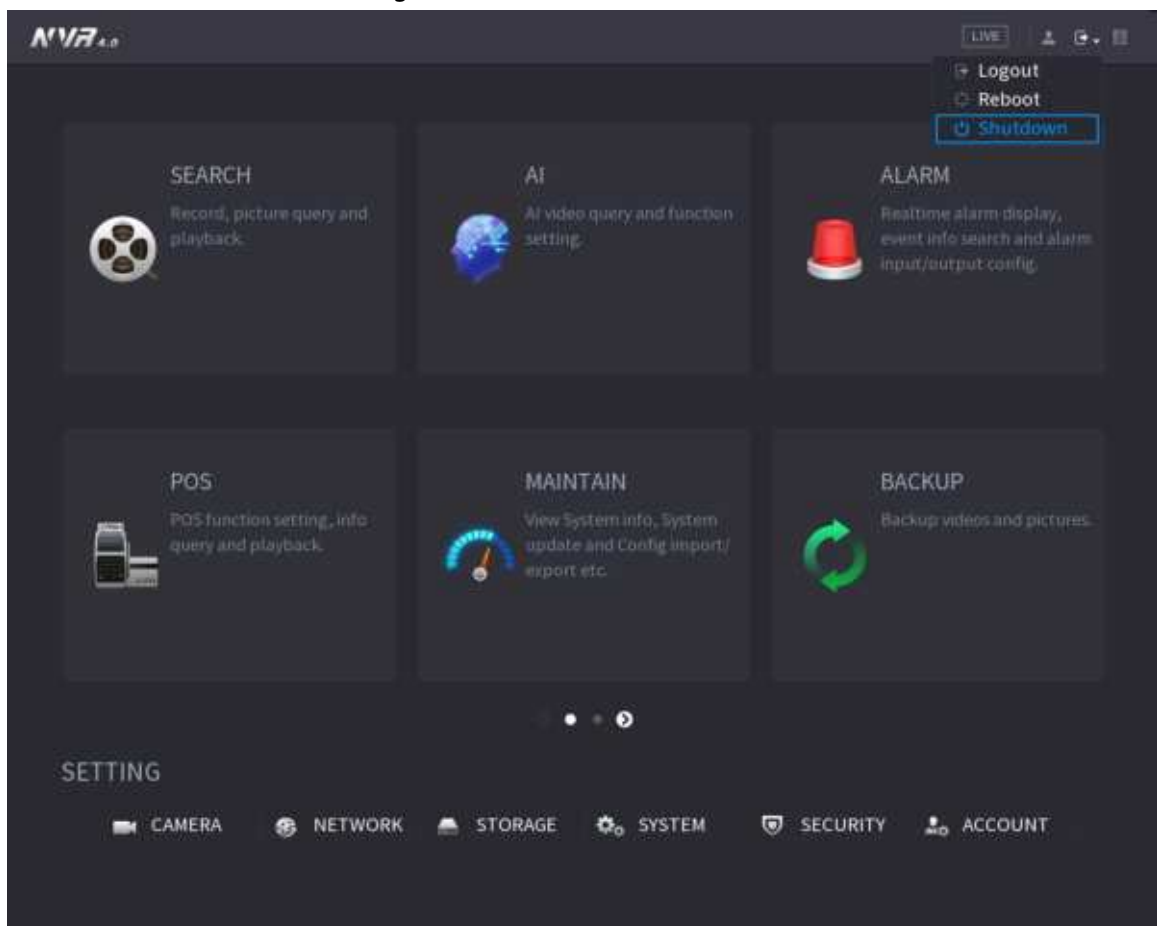 NVR 4.0
LIVE
Logout
Reboot
Shutdown
SEARCH
Record, picture query and
playback.
AI
AI video query and function
setting.
ALARM
Realtime alarm display,
event info search and alarm
input/output config.
POS
POS function setting, info
query and playback.
MAINTAIN
View System info, System
update and Config import/
export etc.
BACKUP
Backup videos and pictures.
SETTING
CAMERA NETWORK STORAGE SYSTEM SECURITY ACCOUNT